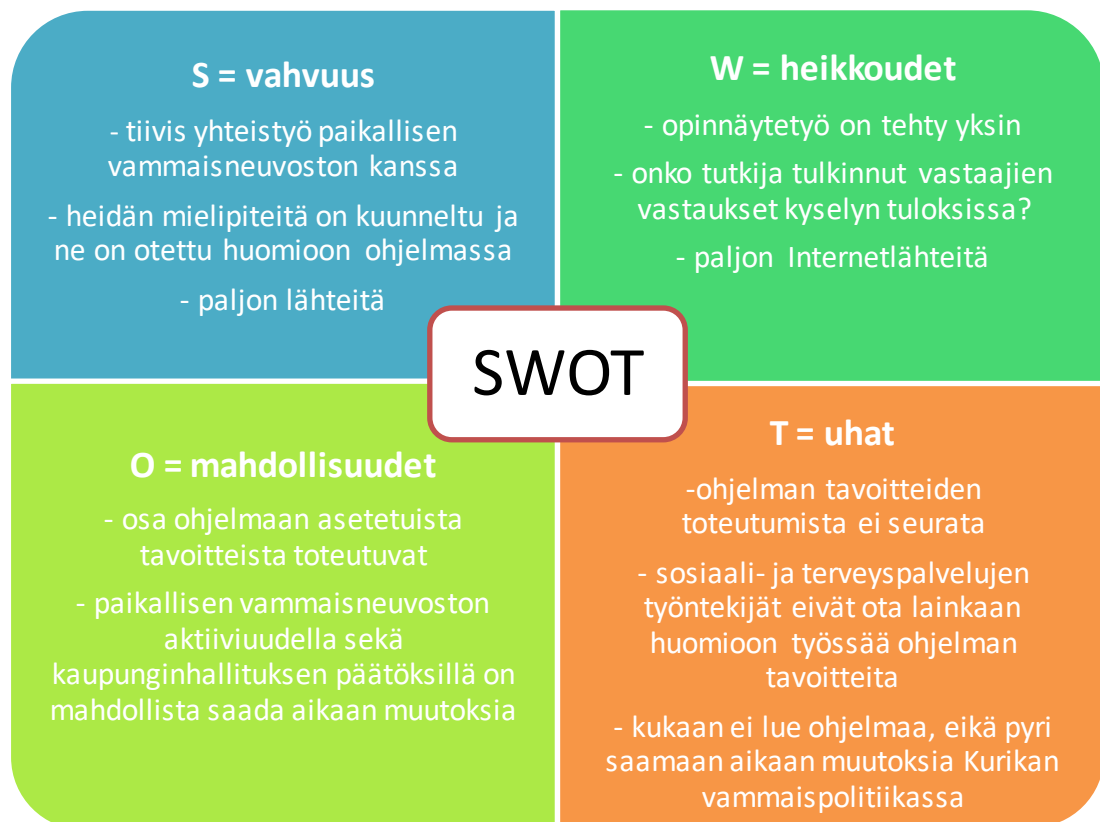 S = vahvuus
- tiivis yhteistyö paikallisen
vammaisneuvoston kanssa
- heidän mielipiteitä on kuunneltu ja
ne on otettu huomioon ohjelmassa
- paljon lähteitä
W = heikkoudet
- opinnäytetyö on tehty yksin
- onko tutkija tulkinnut vastaajien
vastaukset kyselyn tuloksissa?
- paljon Internetlähteitä
SWOT
O = mahdollisuudet
- osa ohjelmaan asetetuista
tavoitteista toteutuvat
- paikallisen vammaisneuvoston
aktiiviuudella sekä
kaupunginhallituksen päätöksillä on
mahdollista saada aikaan muutoksia
T = uhat
-ohjelman tavoitteiden
toteutumista ei seurata
- sosiaali- ja terveyspalvelujen
työntekijät eivät ota lainkaan
huomioon työssää ohjelman
tavoitteita
- kukaan ei lue ohjelmaa, eikä pyri
saamaan aikaan muutoksia Kurikan
vammaispolitiikassa